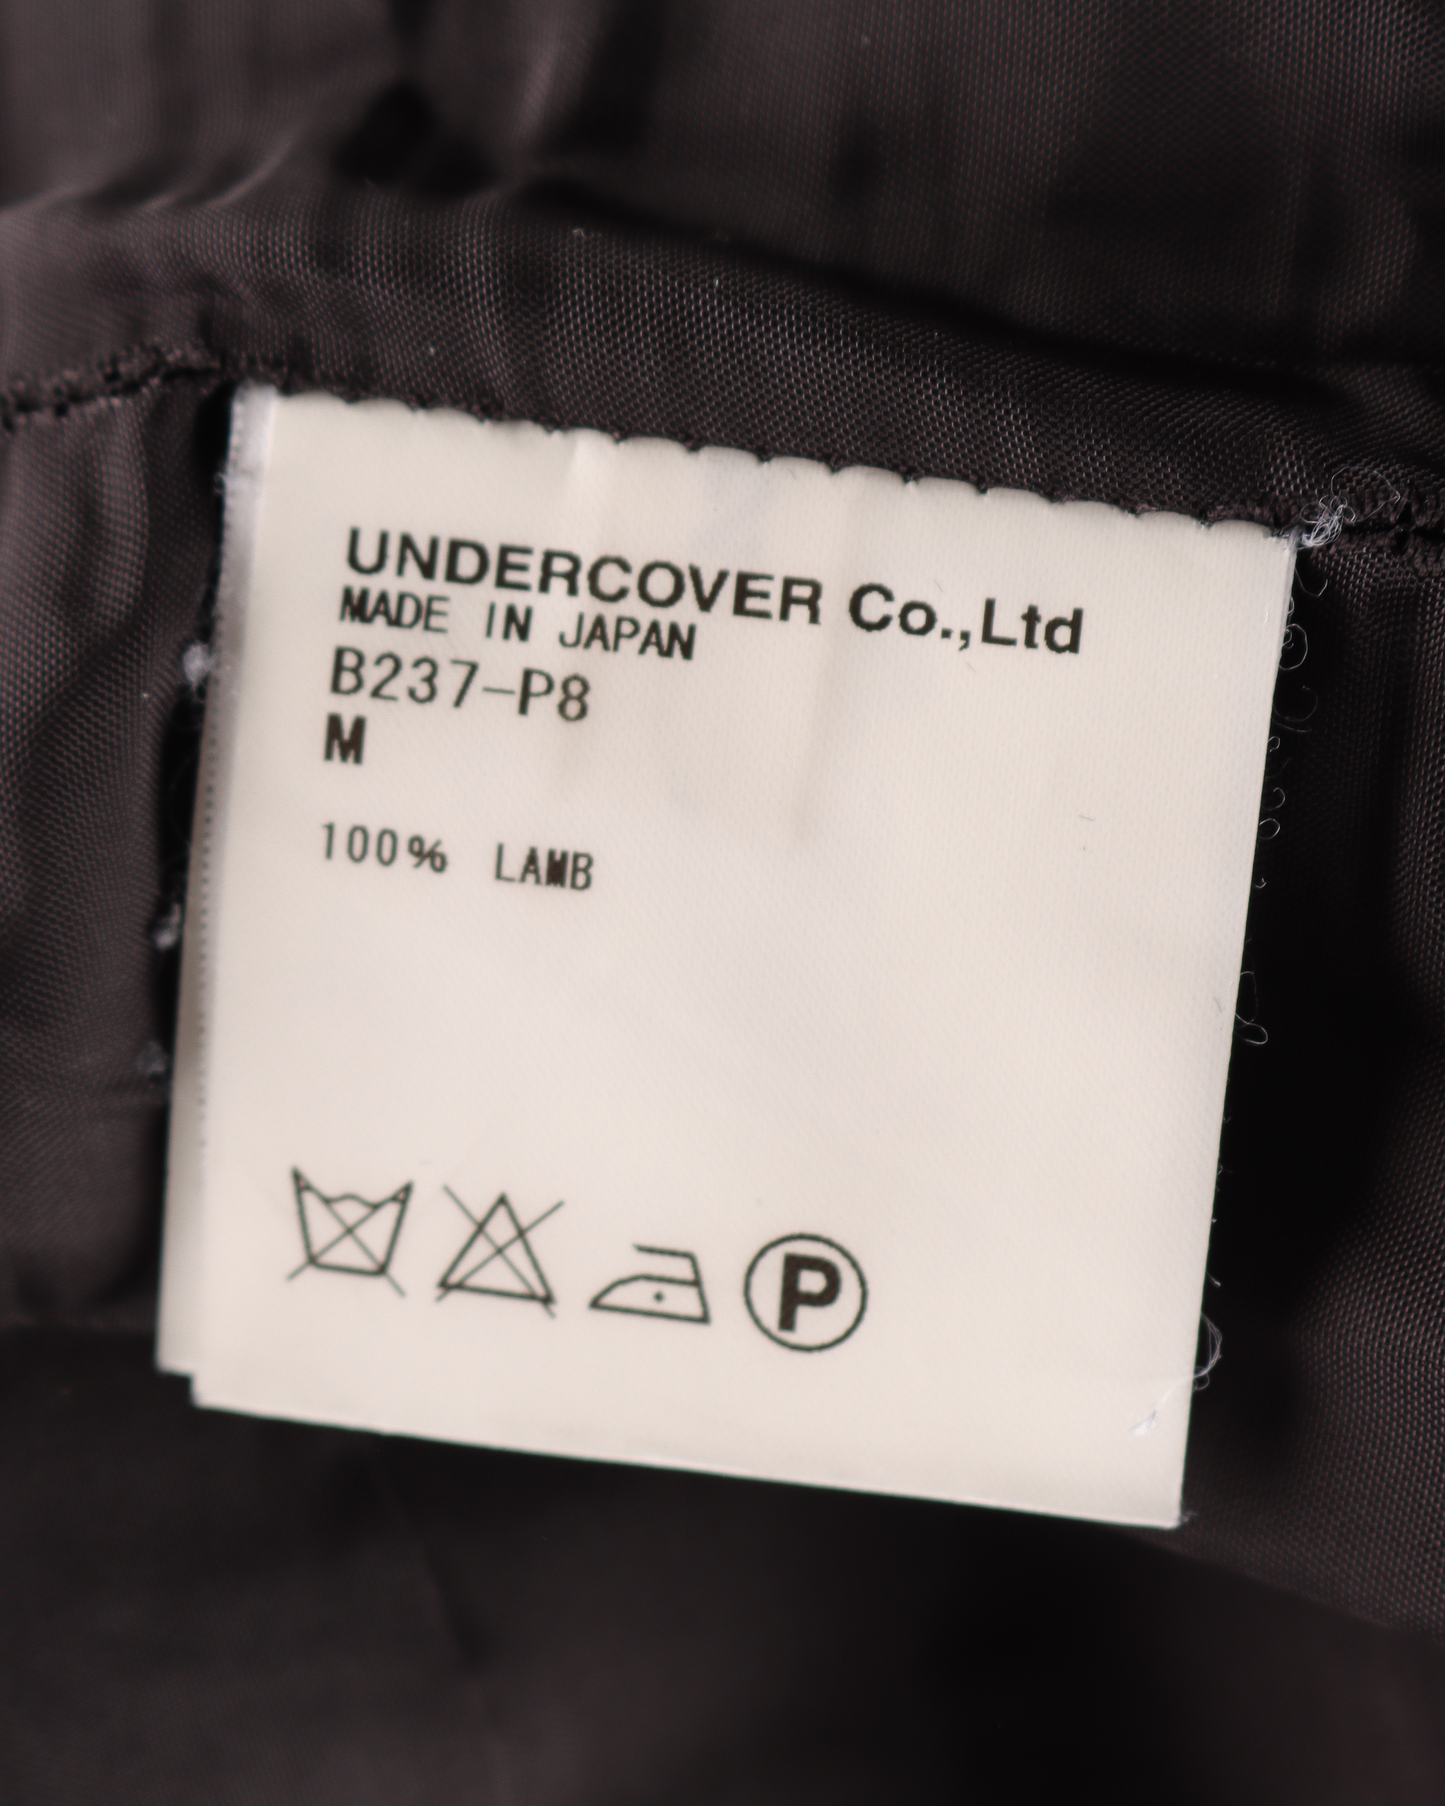 UNDERCOVER Co.,Ltd
MADE IN JAPAN
B237-P8
M
100% LAMB
P